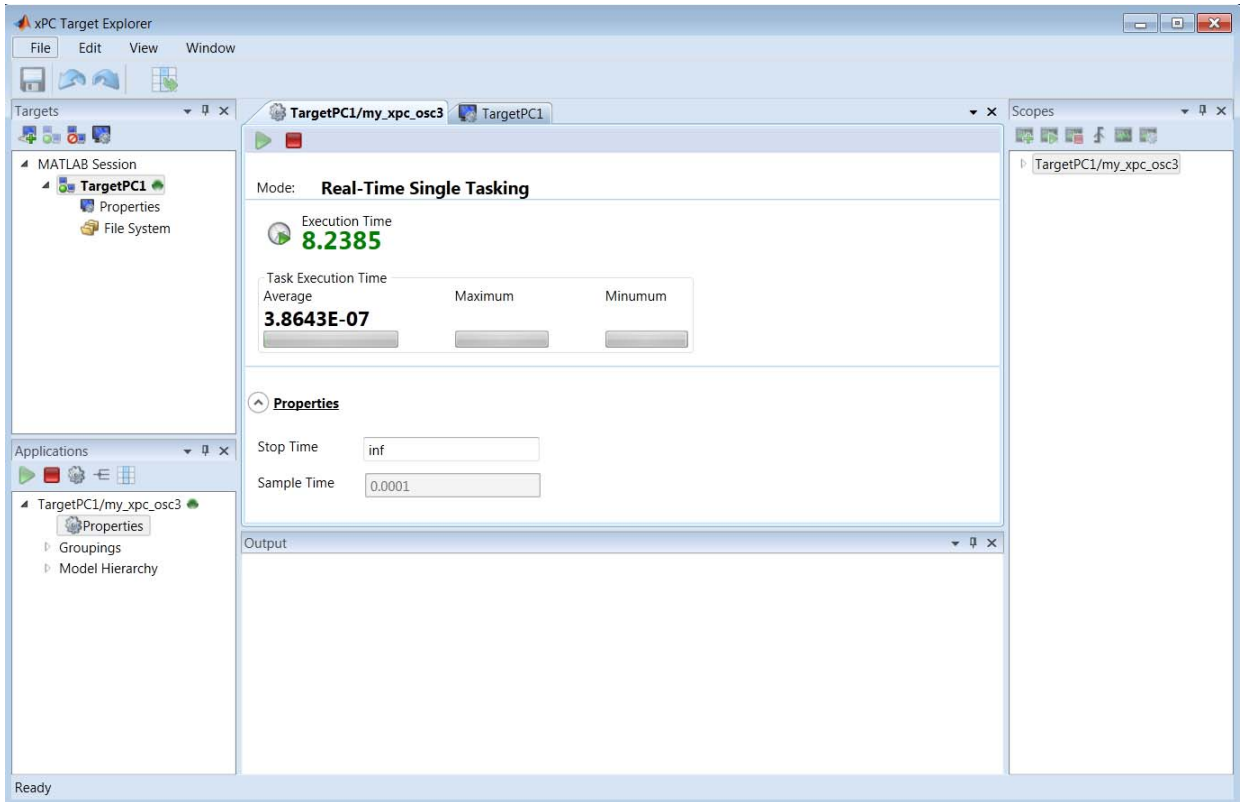 xPC Target Explorer
File Edit View Window
Targets
MATLAB Session
TargetPC1
Properties
File System
Applications
TargetPC1/my_xpc_osc3
Properties
Groupings
Model Hierarchy
TargetPC1/my_xpc_osc3 TargetPC1
Mode: Real-Time Single Tasking
Execution Time
8.2385
Task Execution Time
Average Maximum Minumum
3.8643E-07
Properties
Stop Time inf
Sample Time 0.0001
Output
Scopes
TargetPC1/my_xpc_osc3
Ready